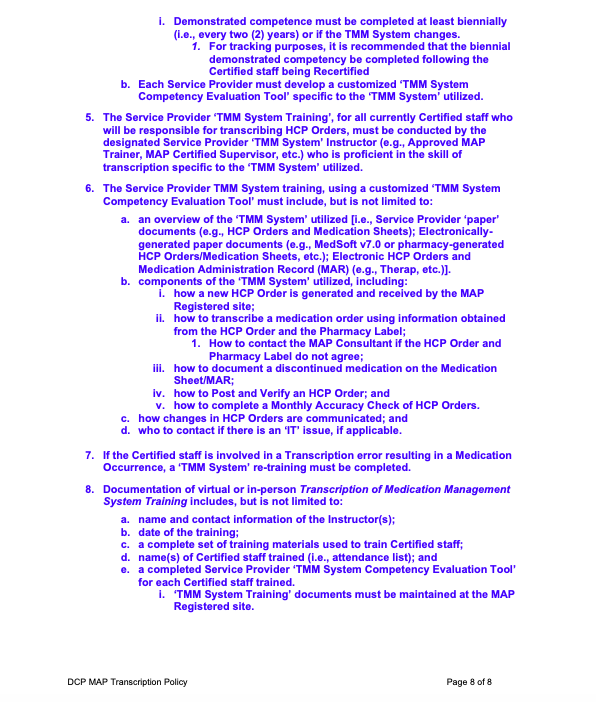 i. Demonstrated competence must be completed at least biennially
(i.e., every two (2) years) or if the TMM System changes.
1. For tracking purposes, it is recommended that the biennial
demonstrated competency be completed following the
Certified staff being Recertified
b. Each Service Provider must develop a customized ‘TMM System
Competency Evaluation Tool’ specific to the ‘TMM System’ utilized.
5. The Service Provider ‘TMM System Training’, for all currently Certified staff who
will be responsible for transcribing HCP Orders, must be conducted by the
designated Service Provider ‘TMM System’ Instructor (e.g., Approved MAP
Trainer, MAP Certified Supervisor, etc.) who is proficient in the skill of
transcription specific to the ‘TMM System’ utilized.
6. The Service Provider TMM System training, using a customized ‘TMM System
Competency Evaluation Tool’ must include, but is not limited to:
a. an overview of the ‘TMM System’ utilized [i.e., Service Provider ‘paper’
documents (e.g., HCP Orders and Medication Sheets); Electronically-
generated paper documents (e.g., MedSoft v7.0 or pharmacy-generated
HCP Orders/Medication Sheets, etc.); Electronic HCP Orders and
Medication Administration Record (MAR) (e.g., Therap, etc.)].
b. components of the ‘TMM System’ utilized, including:
i. how a new HCP Order is generated and received by the MAP
Registered site;
ii. how to transcribe a medication order using information obtained
from the HCP Order and the Pharmacy Label;
1. How to contact the MAP Consultant if the HCP Order and
Pharmacy Label do not agree;
iii. how to document a discontinued medication on the Medication
Sheet/MAR;
iv. how to Post and Verify an HCP Order; and
v. how to complete a Monthly Accuracy Check of HCP Orders.
c. how changes in HCP Orders are communicated; and
d. who to contact if there is an ‘IT’ issue, if applicable.
7. If the Certified staff is involved in a Transcription error resulting in a Medication
Occurrence, a ‘TMM System’ re-training must be completed.
8. Documentation of virtual or in-person Transcription of Medication Management
System Training includes, but is not limited to:
a. name and contact information of the Instructor(s);
b. date of the training;
c. a complete set of training materials used to train Certified staff;
d. name(s) of Certified staff trained (i.e., attendance list); and
e. a completed Service Provider ‘TMM System Competency Evaluation Tool’
for each Certified staff trained.
i. ‘TMM System Training’ documents must be maintained at the MAP
Registered site.
DCP MAP Transcription Policy
Page 8 of 8